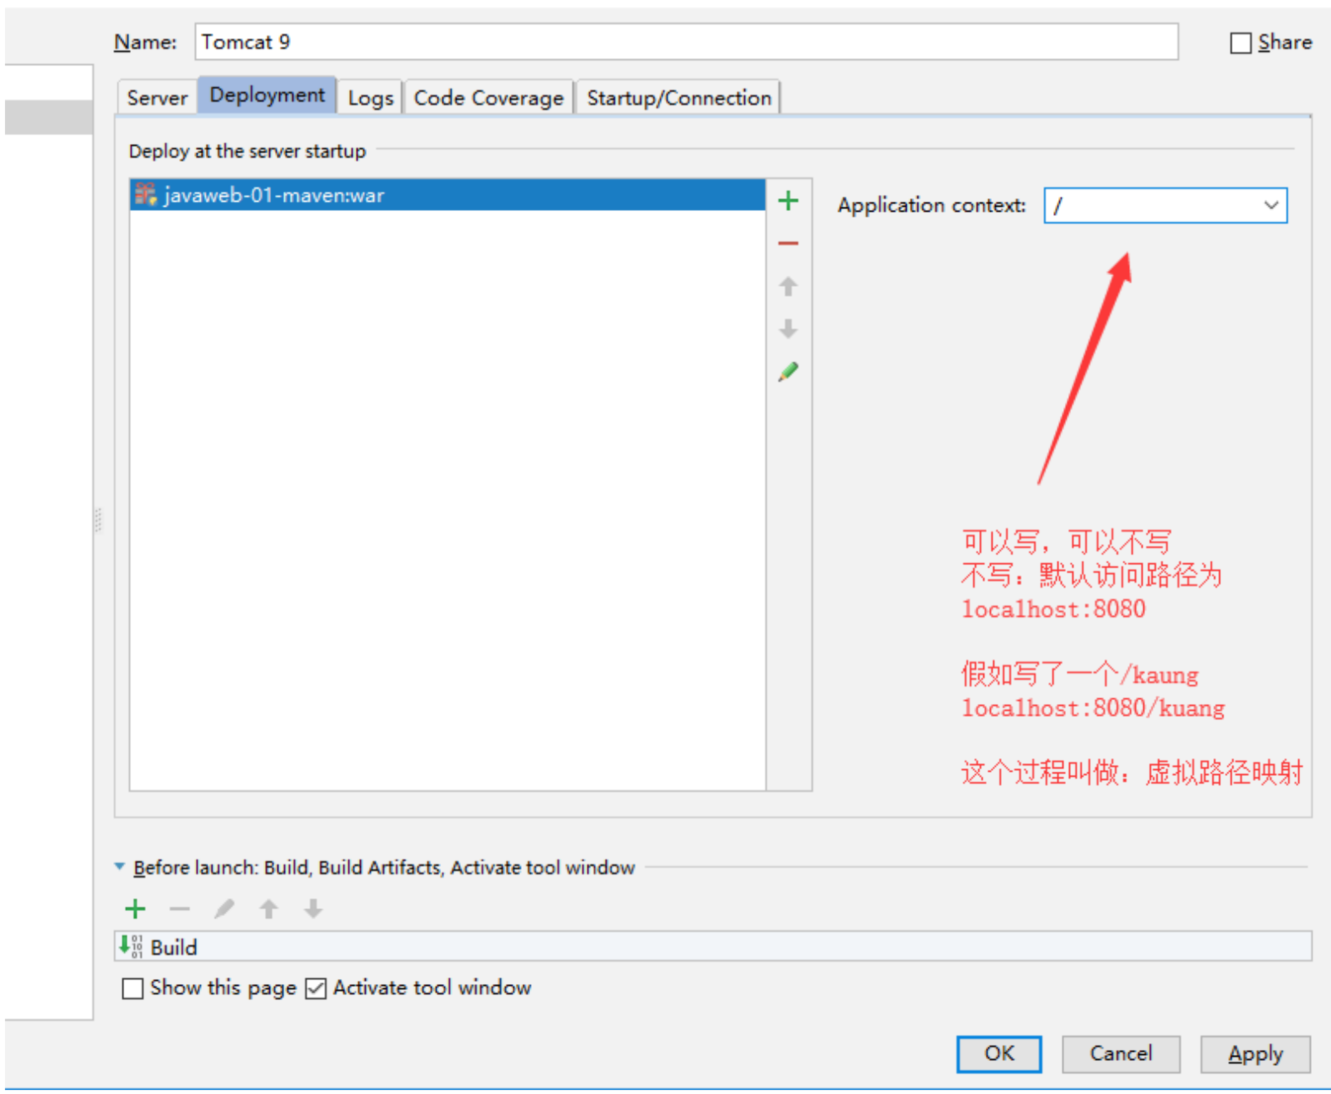 Name: Tomcat 9
Share
Server Deployment Logs Code Coverage Startup/Connection
Deploy at the server startup
javaweb-01-maven:war
Application context: /
可以写，可以不写
不写：默认访问路径为
localhost:8080
假如写了一个/kaung
localhost:8080/kuang
这个过程叫做：虚拟路径映射
Before launch: Build, Build Artifacts, Activate tool window
Build
Show this page Activate tool window
OK Cancel Apply